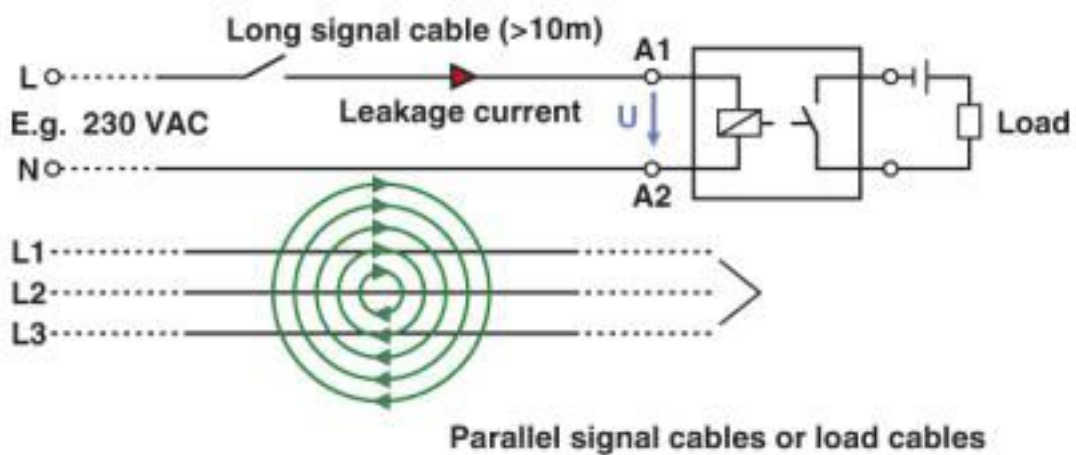 Long signal cable (>10m)
A1
L
Leakage current
U
E.g. 230 VAC
Load
N
A2
L1
L2
L3
Parallel signal cables or load cables